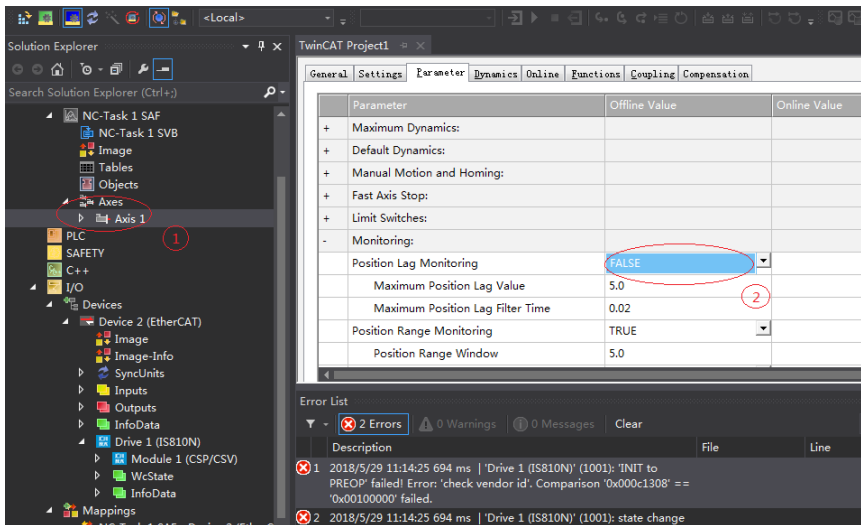 <Local>
Solution Explorer
Search Solution Explorer (Ctrl+;)
NC-Task 1 SAF
NC-Task 1 SVB
Image
Tables
Objects
Axes
Axis 1
1
PLC
SAFETY
C++
I/O
Devices
Device 2 (EtherCAT)
Image
Image-Info
SyncUnits
Inputs
Outputs
InfoData
Drive 1 (IS810N)
Module 1 (CSP/CSV)
WcState
InfoData
Mappings
TwinCAT Project1
General Settings Parameter Dynamics Online Functions Coupling Compensation
Parameter Offline Value Online Value
+ Maximum Dynamics:
+ Default Dynamics:
+ Manual Motion and Homing:
+ Fast Axis Stop:
+ Limit Switches:
- Monitoring:
Position Lag Monitoring FALSE
Maximum Position Lag Value 5.0
2
Maximum Position Lag Filter Time 0.02
Position Range Monitoring TRUE
Position Range Window 5.0
Error List
2 Errors 0 Warnings 0 Messages Clear
Description File Line
1 2018/5/29 11:14:25 694 ms | 'Drive 1 (IS810N)' (1001): 'INIT to
PREOP' failed! Error: 'check vendor id'. Comparison '0x000c1308' ==
'0x00100000' failed.
2 2018/5/29 11:14:25 694 ms | 'Drive 1 (IS810N)' (1001): state change